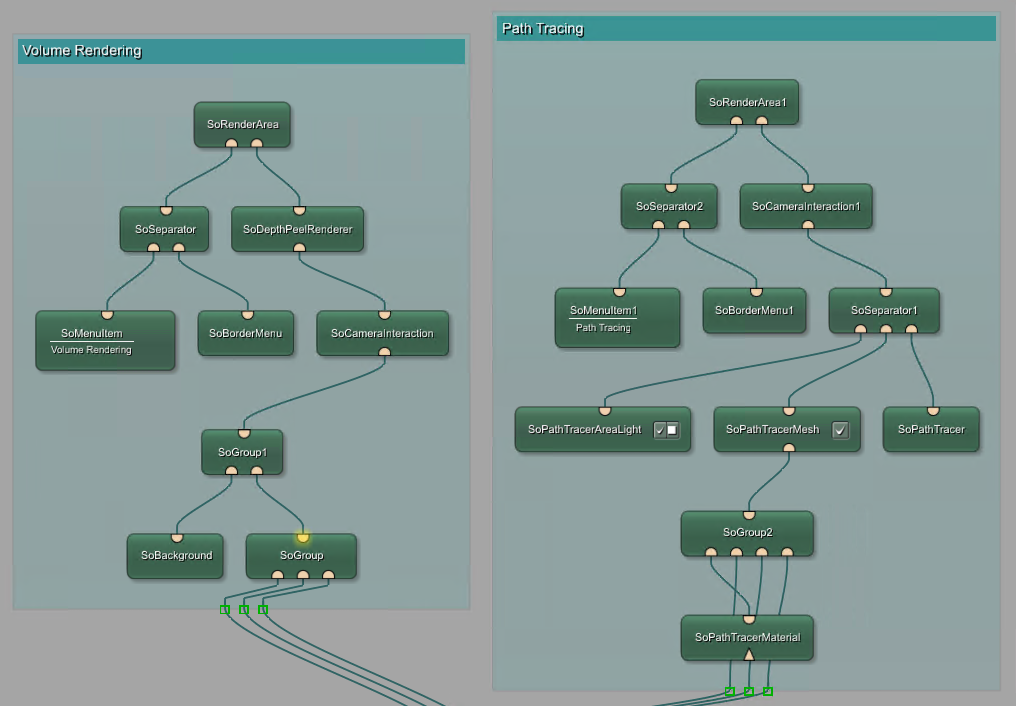 Volume Rendering
SoRenderArea
SoSeparator
SoDepthPeelRenderer
SoMenuItem
Volume Rendering
SoBorderMenu
SoCameraInteraction
SoGroup1
SoBackground
SoGroup
Path Tracing
SoRenderArea1
SoSeparator2
SoCameraInteraction1
SoMenuItem1
Path Tracing
SoBorderMenu1
SoSeparator1
SoPathTracerAreaLight
SoPathTracerMesh
SoPathTracer
SoGroup2
SoPathTracerMaterial